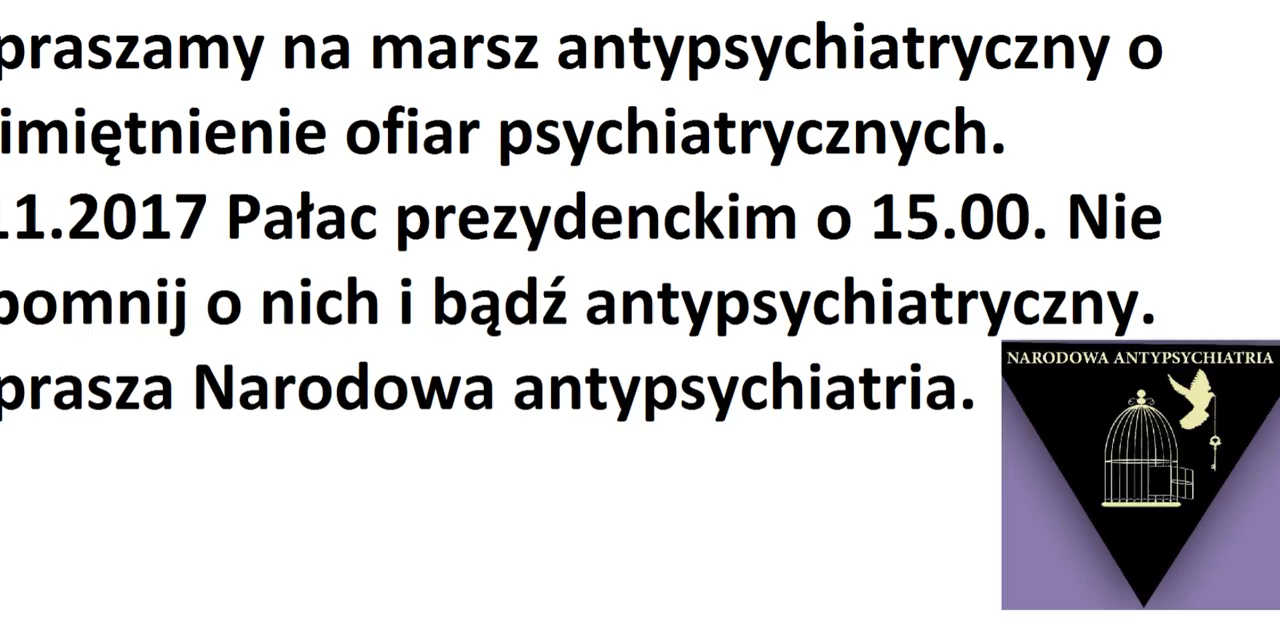 praszamy na marsz antypsychiatryczny o
imiętnienie ofiar psychiatrycznych.
11.2017 Pałac prezydenckim o 15.00. Nie
pomnij o nich i bądź antypsychiatryczny.
prasza Narodowa antypsychiatria.
NARODOWA ANTYPSYCHIATRIA